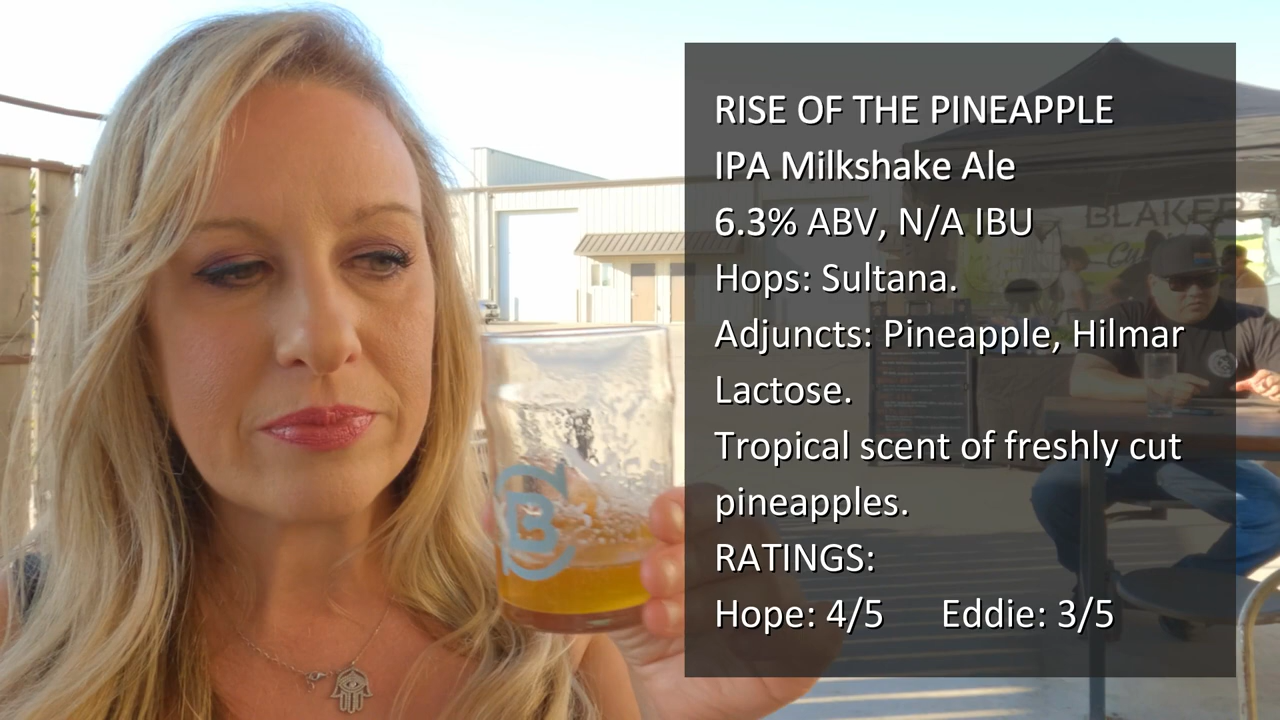 RISE OF THE PINEAPPLE
IPA Milkshake Ale
6.3% ABV, N/A IBU
Hops: Sultana.
Adjuncts: Pineapple, Hilmar
Lactose.
Tropical scent of freshly cut
pineapples.
RATINGS:
Hope: 4/5 Eddie: 3/5
BLAKER
B